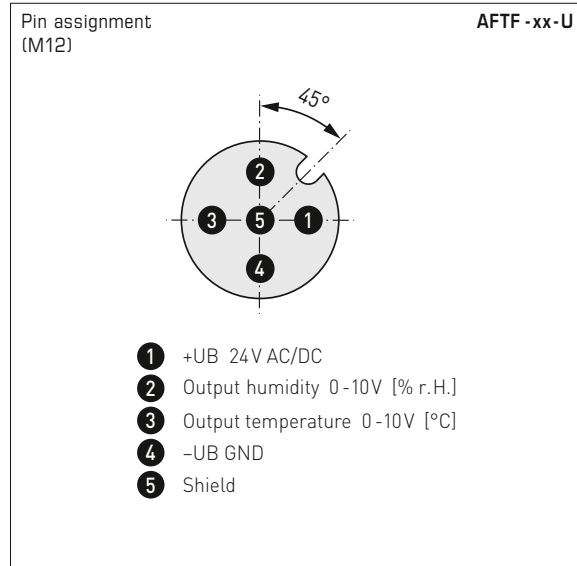 Pin assignment
(M12)
AFTF-xx-U
45°
2
3
5
1
4
1 +UB 24V AC/DC
2 Output humidity 0-10V [% r.H.]
3 Output temperature 0-10V [°C]
4 –UB GND
5 Shield